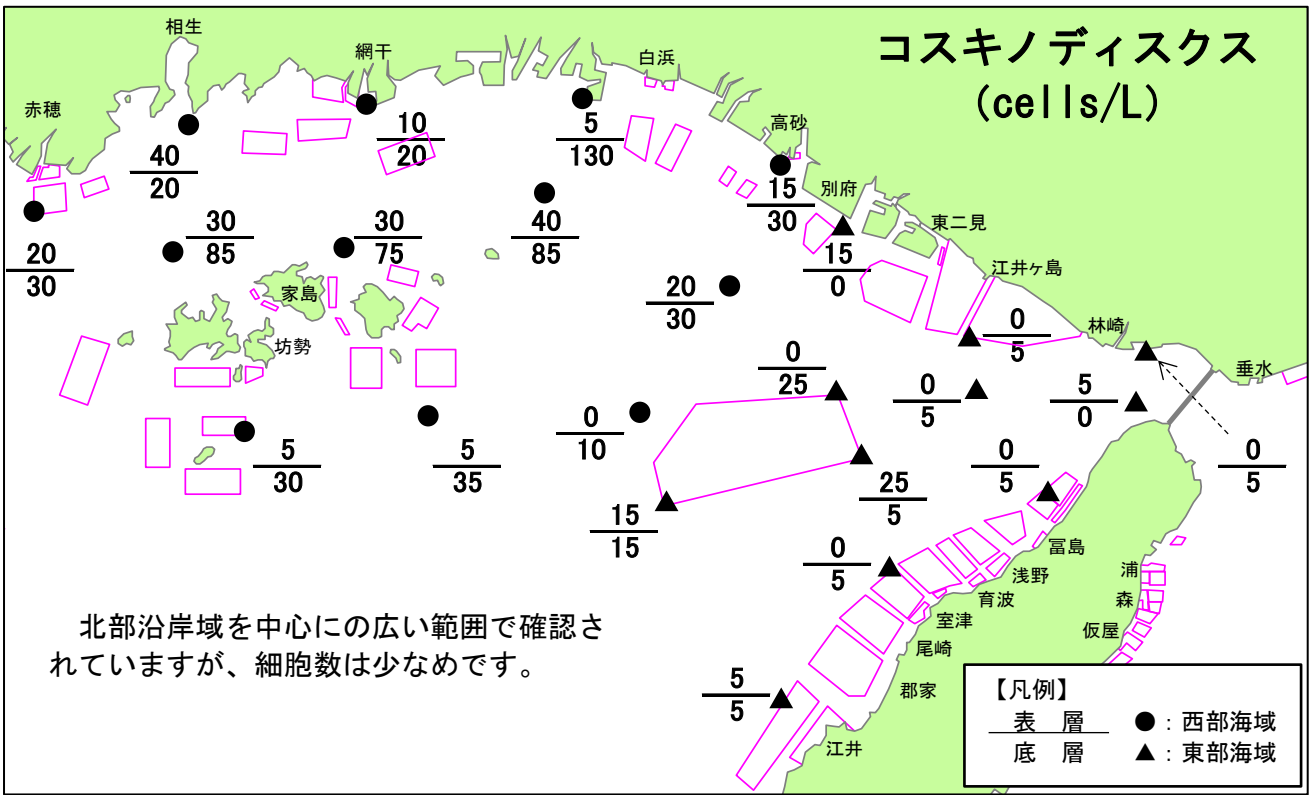 コスキノディスクス
(cells/L)
相生
網干
白浜
赤穂
高砂
別府
東二見
江井ヶ島
林崎
垂水
家島
坊勢
10
20
5
130
40
20
15
30
30
85
30
75
40
85
20
30
15
0
20
30
0
5
0
25
0
5
5
0
0
10
5
30
5
35
0
5
0
5
25
5
15
15
0
5
5
5
富島
浅野
育波
室津
尾崎
郡家
江井
浦
森
仮屋
北部沿岸域を中心にの広い範囲で確認さ
れていますが、細胞数は少なめです。
【凡例】
表 層 ●：西部海域
底 層 ▲：東部海域